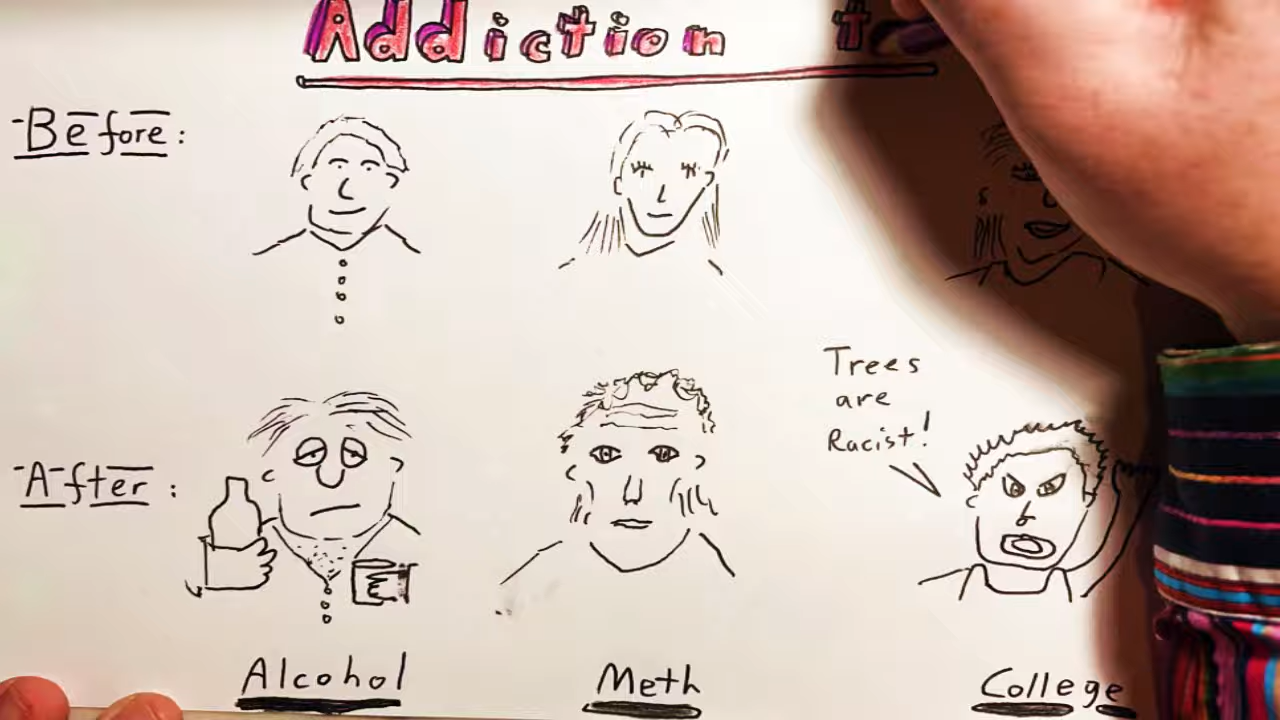 Addiction t
Before:
Trees
are
Racist!
After:
Alcohol
Meth
College